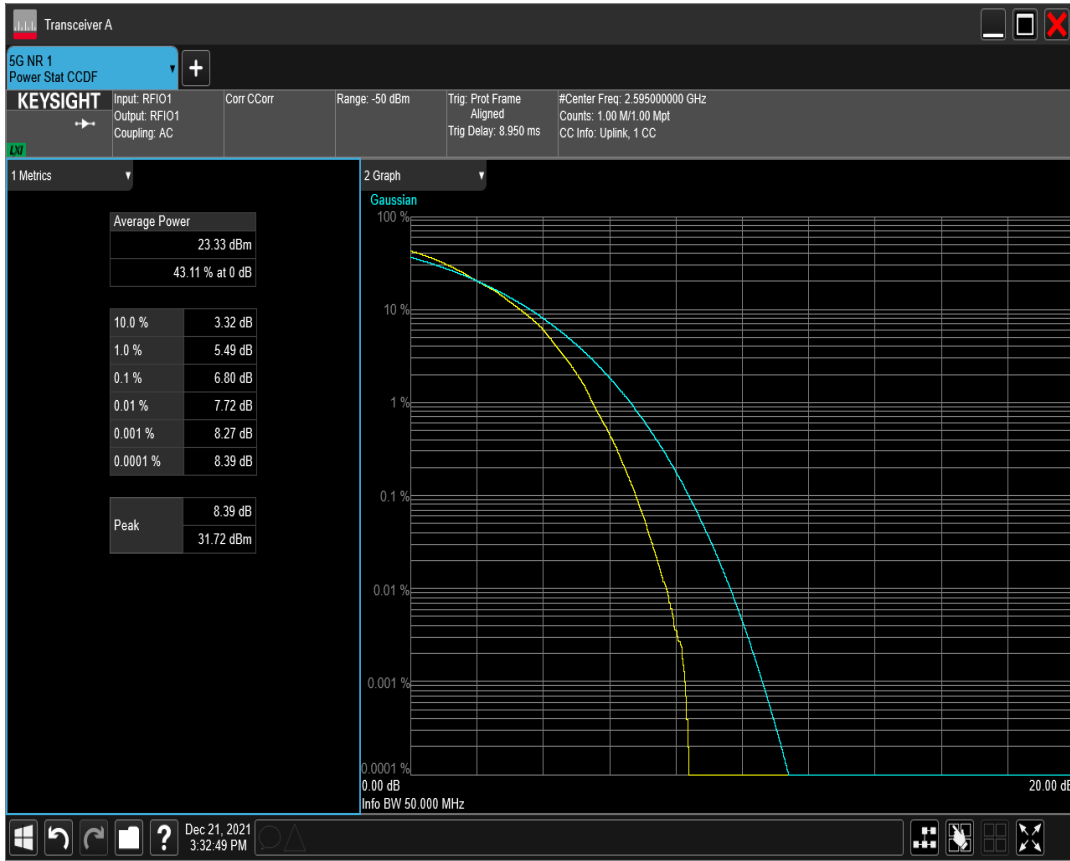 Transceiver A
5G NR 1
Power Stat CCDF
+
KEYSIGHT
LXI
Input: RFIO1
Output: RFIO1
Coupling: AC
Corr CCorr
Range: -50 dBm
Trig: Prot Frame
Aligned
Trig Delay: 8.950 ms
#Center Freq: 2.595000000 GHz
Counts: 1.00 M/1.00 Mpt
CC Info: Uplink, 1 CC
1 Metrics
Average Power
23.33 dBm
43.11 % at 0 dB
10.0 % 3.32 dB
1.0 % 5.49 dB
0.1 % 6.80 dB
0.01 % 7.72 dB
0.001 % 8.27 dB
0.0001 % 8.39 dB
Peak 8.39 dB
31.72 dBm
2 Graph
Gaussian
100 %
10 %
1 %
0.1 %
0.01 %
0.001 %
0.0001 %
0.00 dB 20.00 dB
Info BW 50.000 MHz
?
Dec 21, 2021
3:32:49 PM